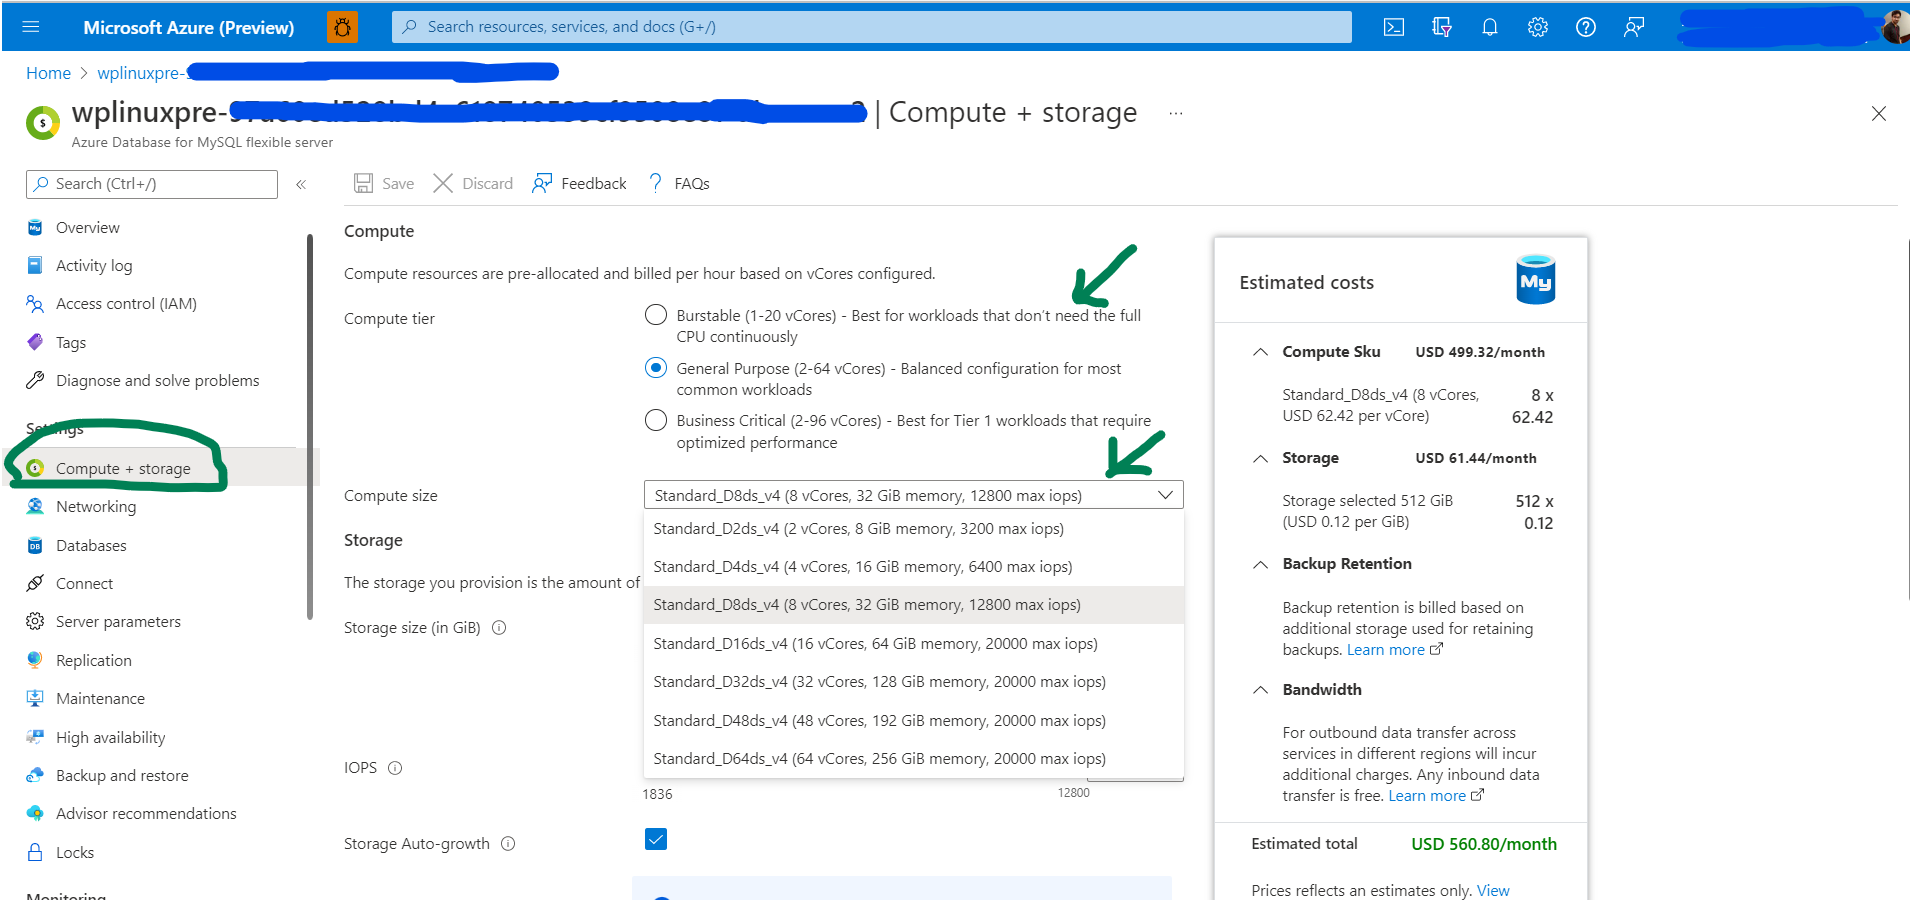 Microsoft Azure (Preview)
Search resources, services, and docs (G+/)
Home > wplinuxpre-
wplinuxpre- | Compute + storage ...
Azure Database for MySQL flexible server
Search (Ctrl+/) «
Save Discard Feedback FAQs
Overview
Activity log
Access control (IAM)
Tags
Diagnose and solve problems
Settings
Compute + storage
Networking
Databases
Connect
Server parameters
Replication
Maintenance
High availability
Backup and restore
Advisor recommendations
Locks
Monitoring
Compute
Compute resources are pre-allocated and billed per hour based on vCores configured.
Compute tier
Burstable (1-20 vCores) - Best for workloads that don't need the full
CPU continuously
General Purpose (2-64 vCores) - Balanced configuration for most
common workloads
Business Critical (2-96 vCores) - Best for Tier 1 workloads that require
optimized performance
Compute size
Standard_D8ds_v4 (8 vCores, 32 GiB memory, 12800 max iops)
Standard_D2ds_v4 (2 vCores, 8 GiB memory, 3200 max iops)
Standard_D4ds_v4 (4 vCores, 16 GiB memory, 6400 max iops)
Standard_D8ds_v4 (8 vCores, 32 GiB memory, 12800 max iops)
Standard_D16ds_v4 (16 vCores, 64 GiB memory, 20000 max iops)
Standard_D32ds_v4 (32 vCores, 128 GiB memory, 20000 max iops)
Standard_D48ds_v4 (48 vCores, 192 GiB memory, 20000 max iops)
Standard_D64ds_v4 (64 vCores, 256 GiB memory, 20000 max iops)
Storage
The storage you provision is the amount of
Storage size (in GiB)
IOPS
1836 12800
Storage Auto-growth
Estimated costs
My
Compute Sku USD 499.32/month
Standard_D8ds_v4 (8 vCores, 8 x
USD 62.42 per vCore) 62.42
Storage USD 61.44/month
Storage selected 512 GiB 512 x
(USD 0.12 per GiB) 0.12
Backup Retention
Backup retention is billed based on
additional storage used for retaining
backups. Learn more
Bandwidth
For outbound data transfer across
services in different regions will incur
additional charges. Any inbound data
transfer is free. Learn more
Estimated total USD 560.80/month
Prices reflects an estimates only. View